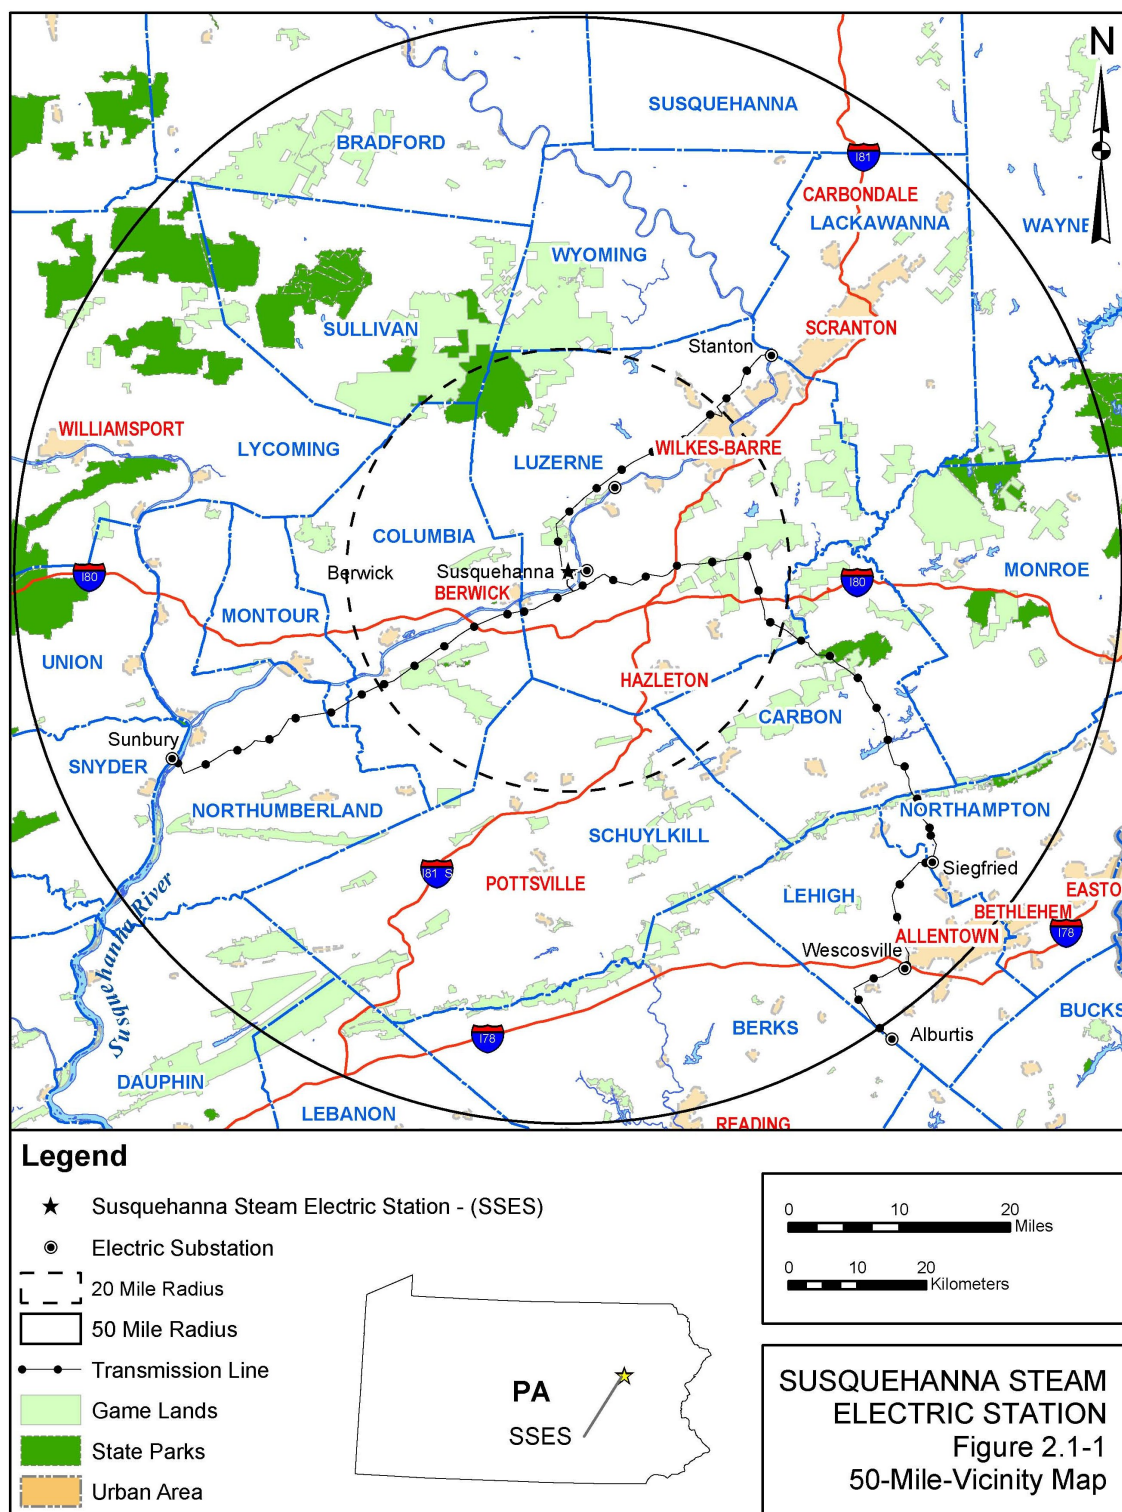 N
SUSQUEHANNA
BRADFORD
I81
CARBONDALE
LACKAWANNA
WAYNE
WYOMING
SULLIVAN
SCRANTON
Stanton
WILLIAMSPORT
LYCOMING
WILKES-BARRE
LUZERNE
COLUMBIA
Berwick
Susquehanna
BERWICK
I80
I80
MONROE
MONTOUR
UNION
HAZLETON
CARBON
Sunbury
SNYDER
NORTHUMBERLAND
NORTHAMPTON
SCHUYLKILL
I81 S
POTTSVILLE
Siegfried
LEHIGH
EASTO
BETHLEHEM
ALLENTOWN
I78
Susquehanna River
Wescosville
BERKS
BUCKS
Alburtis
I78
DAUPHIN
LEBANON
READING
Legend
Susquehanna Steam Electric Station - (SSES)
Electric Substation
20 Mile Radius
50 Mile Radius
Transmission Line
Game Lands
State Parks
Urban Area
PA
SSES
0 10 20
Miles
0 10 20
Kilometers
SUSQUEHANNA STEAM
ELECTRIC STATION
Figure 2.1-1
50-Mile-Vicinity Map